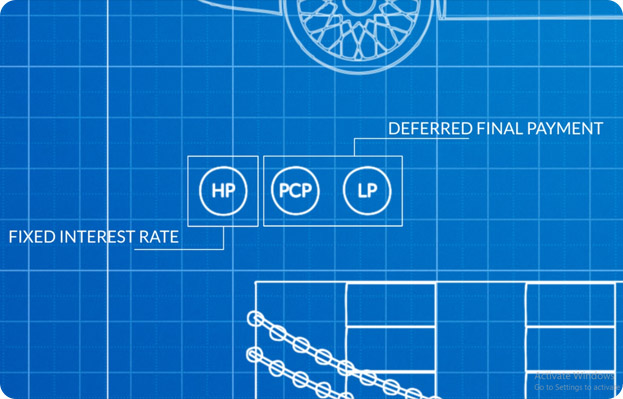 DEFERRED FINAL PAYMENT
HP PCP LP
FIXED INTEREST RATE
Activate Windows
Go to Settings to activate